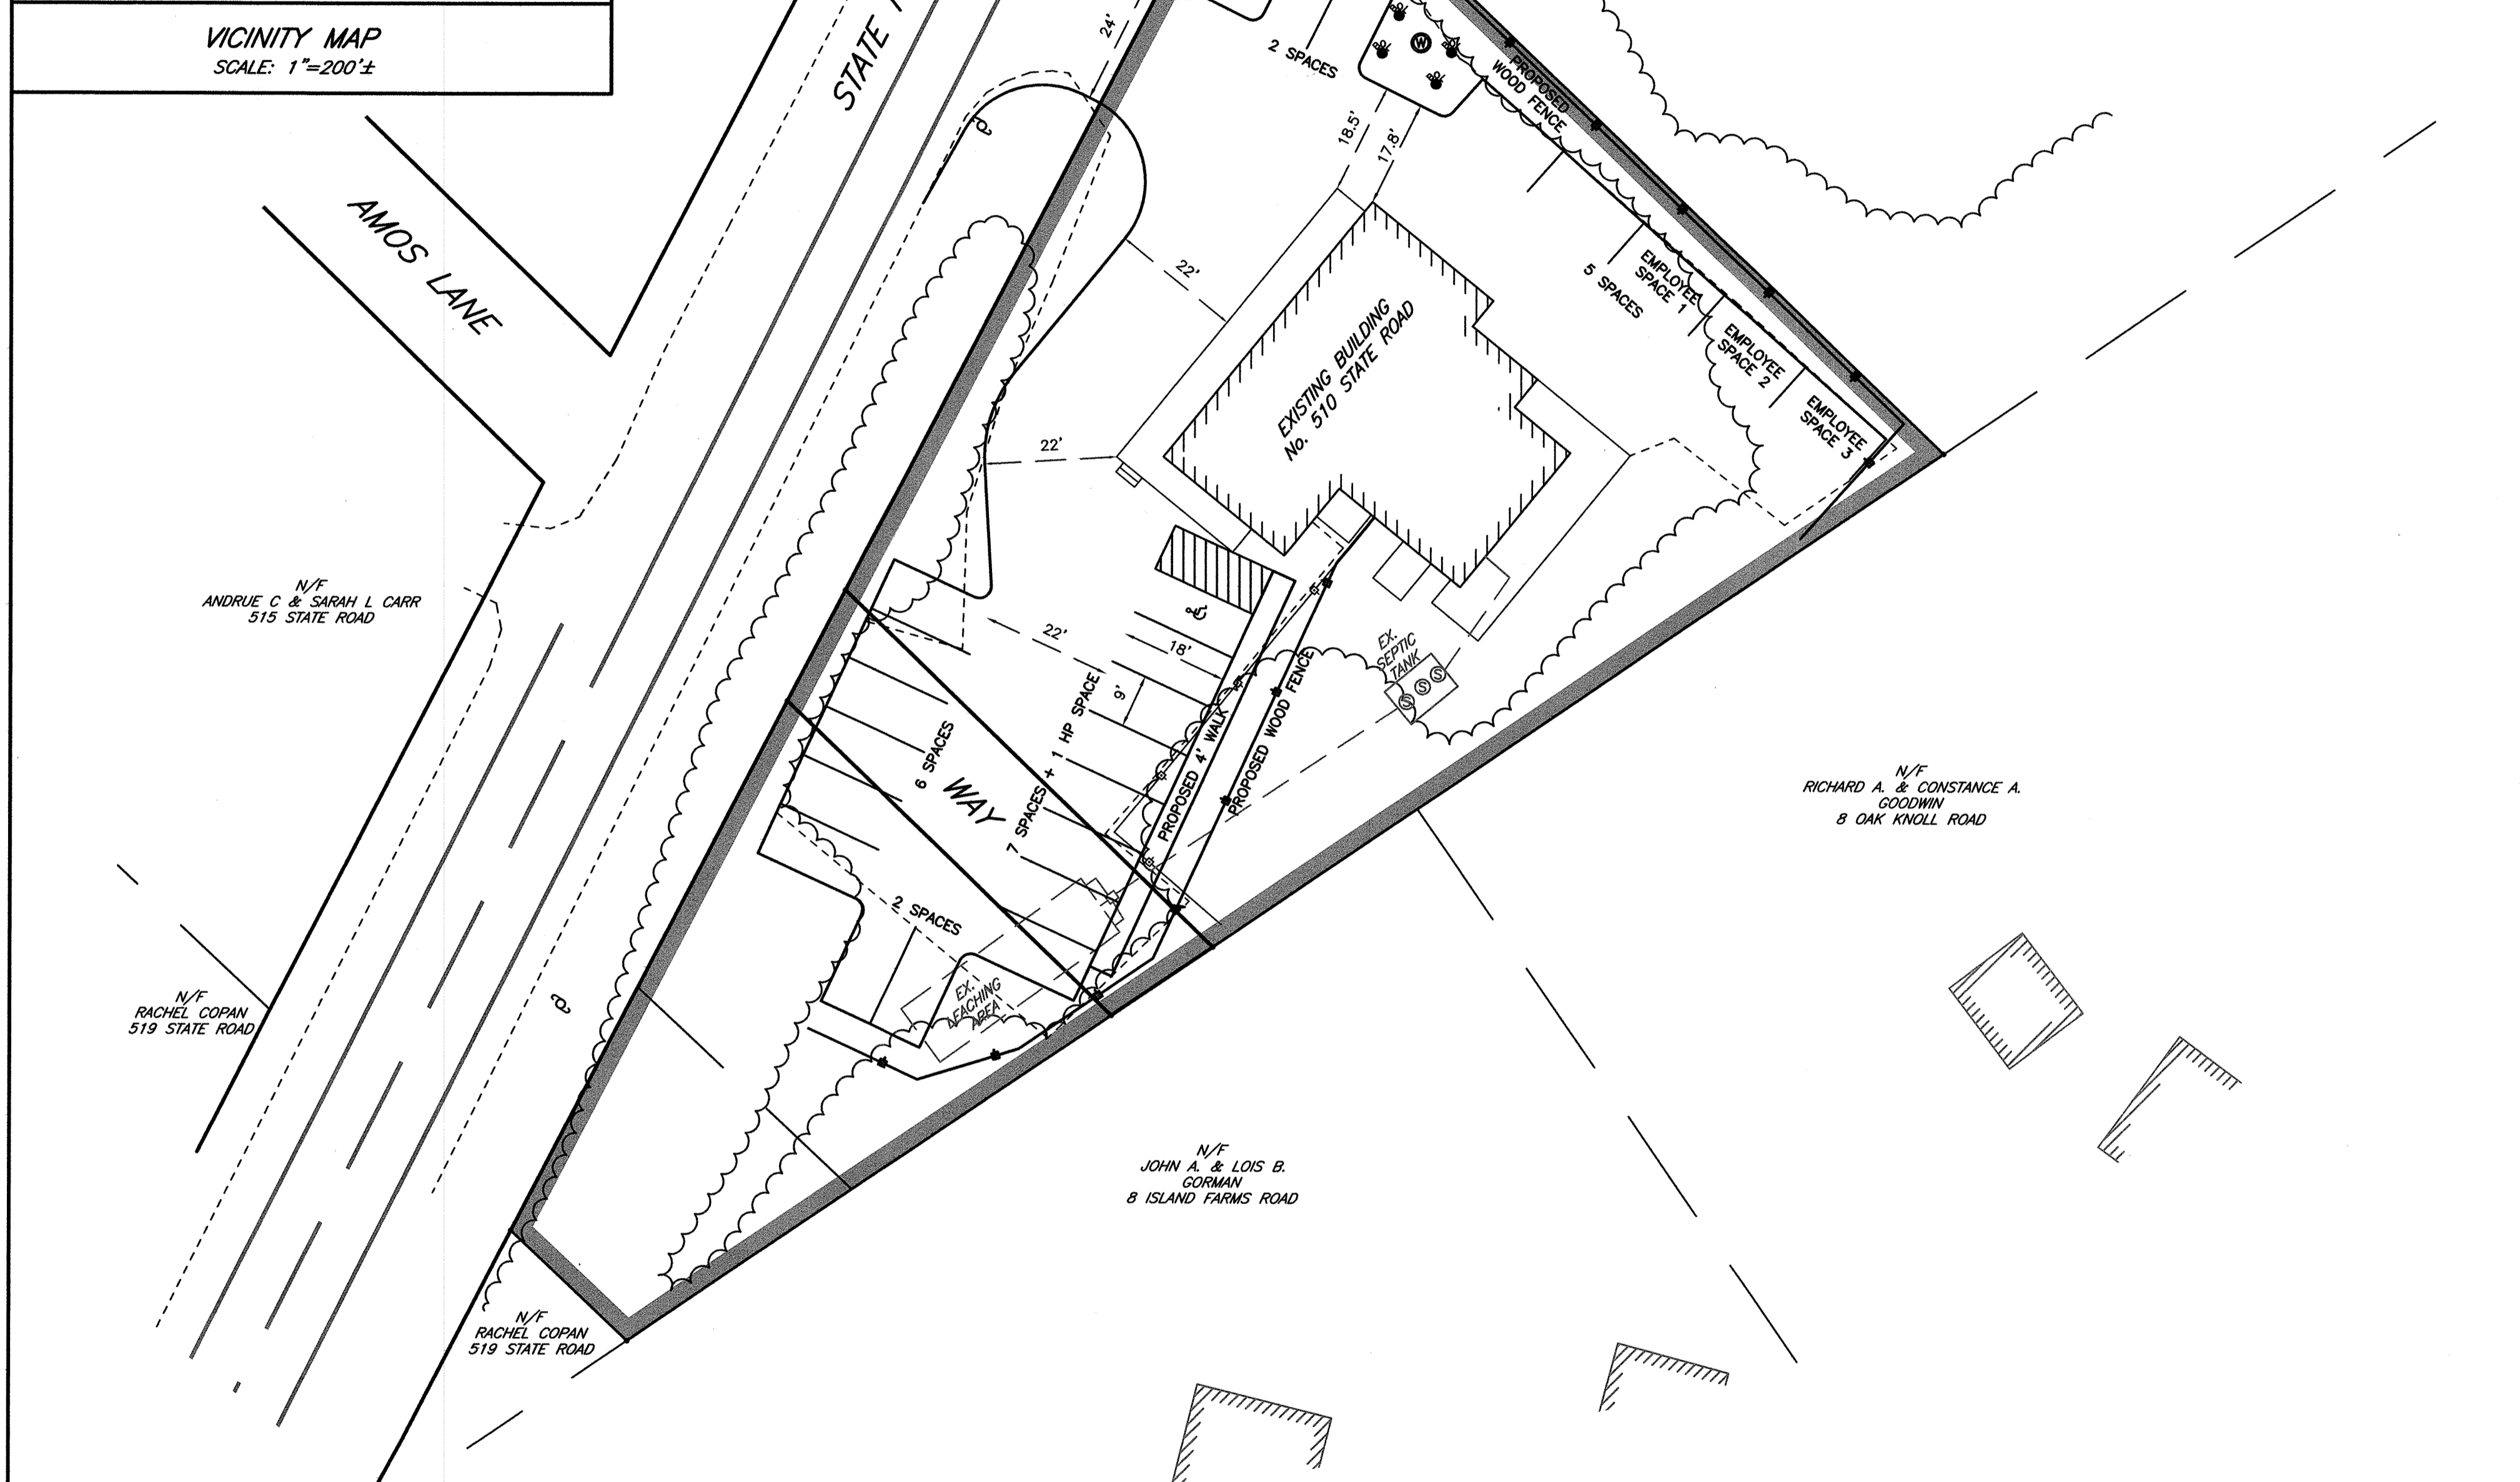 VICINITY MAP
SCALE: 1"=200'±
STATE
24'
2 SPACES
W
BOL
BOL
BOL
BOL
PROPOSED
WOOD FENCE
18.5'
17.8'
AMOS LANE
22'
EXISTING BUILDING
No. 510 STATE ROAD
5 SPACES
EMPLOYEE
SPACE 1
EMPLOYEE
SPACE 2
EMPLOYEE
SPACE 3
22'
N/F
ANDRUE C & SARAH L CARR
515 STATE ROAD
22'
18'
9'
EX.
SEPTIC
TANK
S
S
S
6 SPACES
WAY
7 SPACES + 1 HP SPACE
PROPOSED 4' WALK
PROPOSED WOOD FENCE
N/F
RICHARD A. & CONSTANCE A.
GOODWIN
8 OAK KNOLL ROAD
2 SPACES
EX.
LEACHING
AREA
N/F
RACHEL COPAN
519 STATE ROAD
N/F
JOHN A. & LOIS B.
GORMAN
8 ISLAND FARMS ROAD
N/F
RACHEL COPAN
519 STATE ROAD